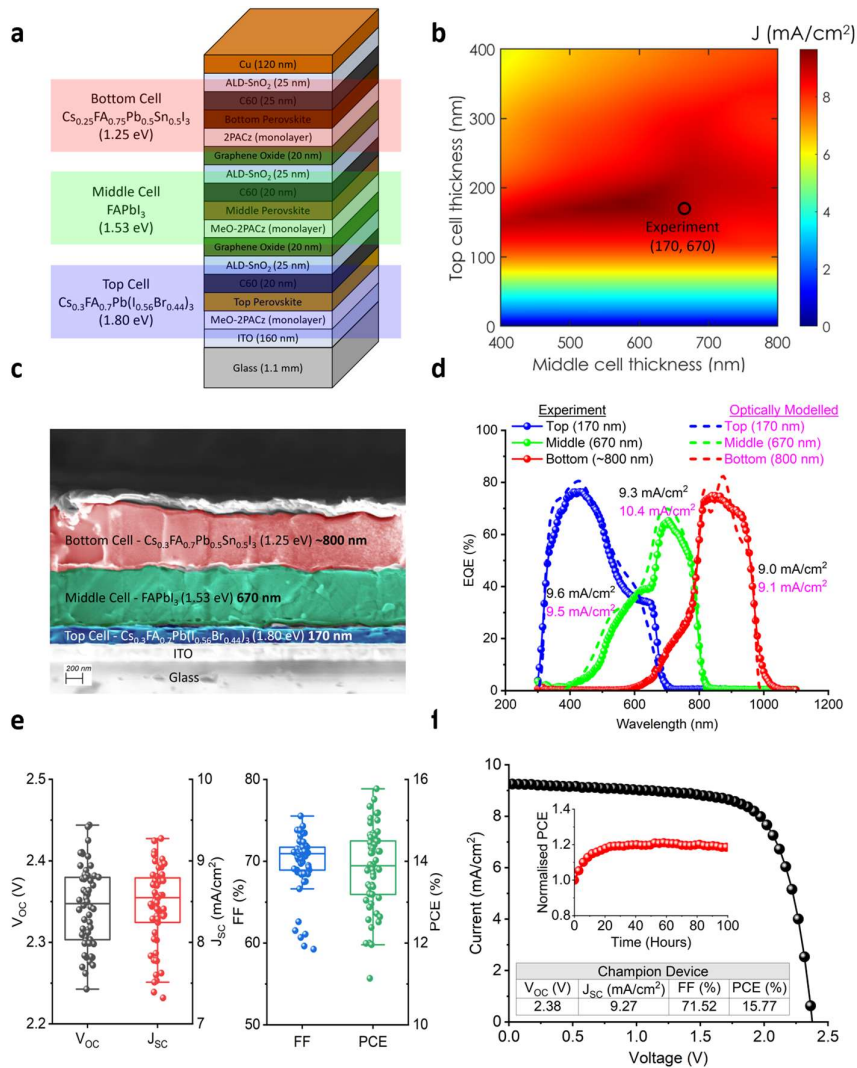 a
Cu (120 nm)
ALD-SnO₂ (25 nm)
C60 (25 nm)
Bottom Perovskite
2PACz (monolayer)
Graphene Oxide (20 nm)
ALD-SnO₂ (25 nm)
C60 (20 nm)
Middle Perovskite
MeO-2PACz (monolayer)
Graphene Oxide (20 nm)
ALD-SnO₂ (25 nm)
C60 (20 nm)
Top Perovskite
MeO-2PACz (monolayer)
ITO (160 nm)
Glass (1.1 mm)
Bottom Cell
Cs₀.₂₅FA₀.₇₅Pb₀.₅Sn₀.₅I₃
(1.25 eV)
Middle Cell
FAPbI₃
(1.53 eV)
Top Cell
Cs₀.₃FA₀.₇Pb(I₀.₅₆Br₀.₄₄)₃
(1.80 eV)
b
J (mA/cm²)
400
300
200
100
0
Top cell thickness (nm)
Experiment
(170, 670)
400 500 600 700 800
Middle cell thickness (nm)
8
6
4
2
0
c
Bottom Cell - Cs₀.₃FA₀.₇Pb₀.₅Sn₀.₅I₃ (1.25 eV) ~800 nm
Middle Cell - FAPbI₃ (1.53 eV) 670 nm
Top Cell - Cs₀.₃FA₀.₇Pb(I₀.₅₆Br₀.₄₄)₃ (1.80 eV) 170 nm
ITO
200 nm
Glass
d
Experiment
Top (170 nm)
Middle (670 nm)
Bottom (~800 nm)
Optically Modelled
Top (170 nm)
Middle (670 nm)
Bottom (800 nm)
100
80
60
40
20
0
EQE (%)
9.3 mA/cm²
10.4 mA/cm²
9.6 mA/cm²
9.5 mA/cm²
9.0 mA/cm²
9.1 mA/cm²
200 400 600 800 1000 1200
Wavelength (nm)
e
2.5
2.4
2.3
2.2
V_OC (V)
10
9
8
7
J_SC (mA/cm²)
V_OC J_SC
80
70
60
50
FF (%)
16
14
12
10
PCE (%)
FF PCE
f
10
8
6
4
2
0
Current (mA/cm²)
1.4
1.2
1.0
0.8
Normalised PCE
0 20 40 60 80 100
Time (Hours)
Champion Device
V_OC (V) J_SC (mA/cm²) FF (%) PCE (%)
2.38 9.27 71.52 15.77
0.0 0.5 1.0 1.5 2.0 2.5
Voltage (V)